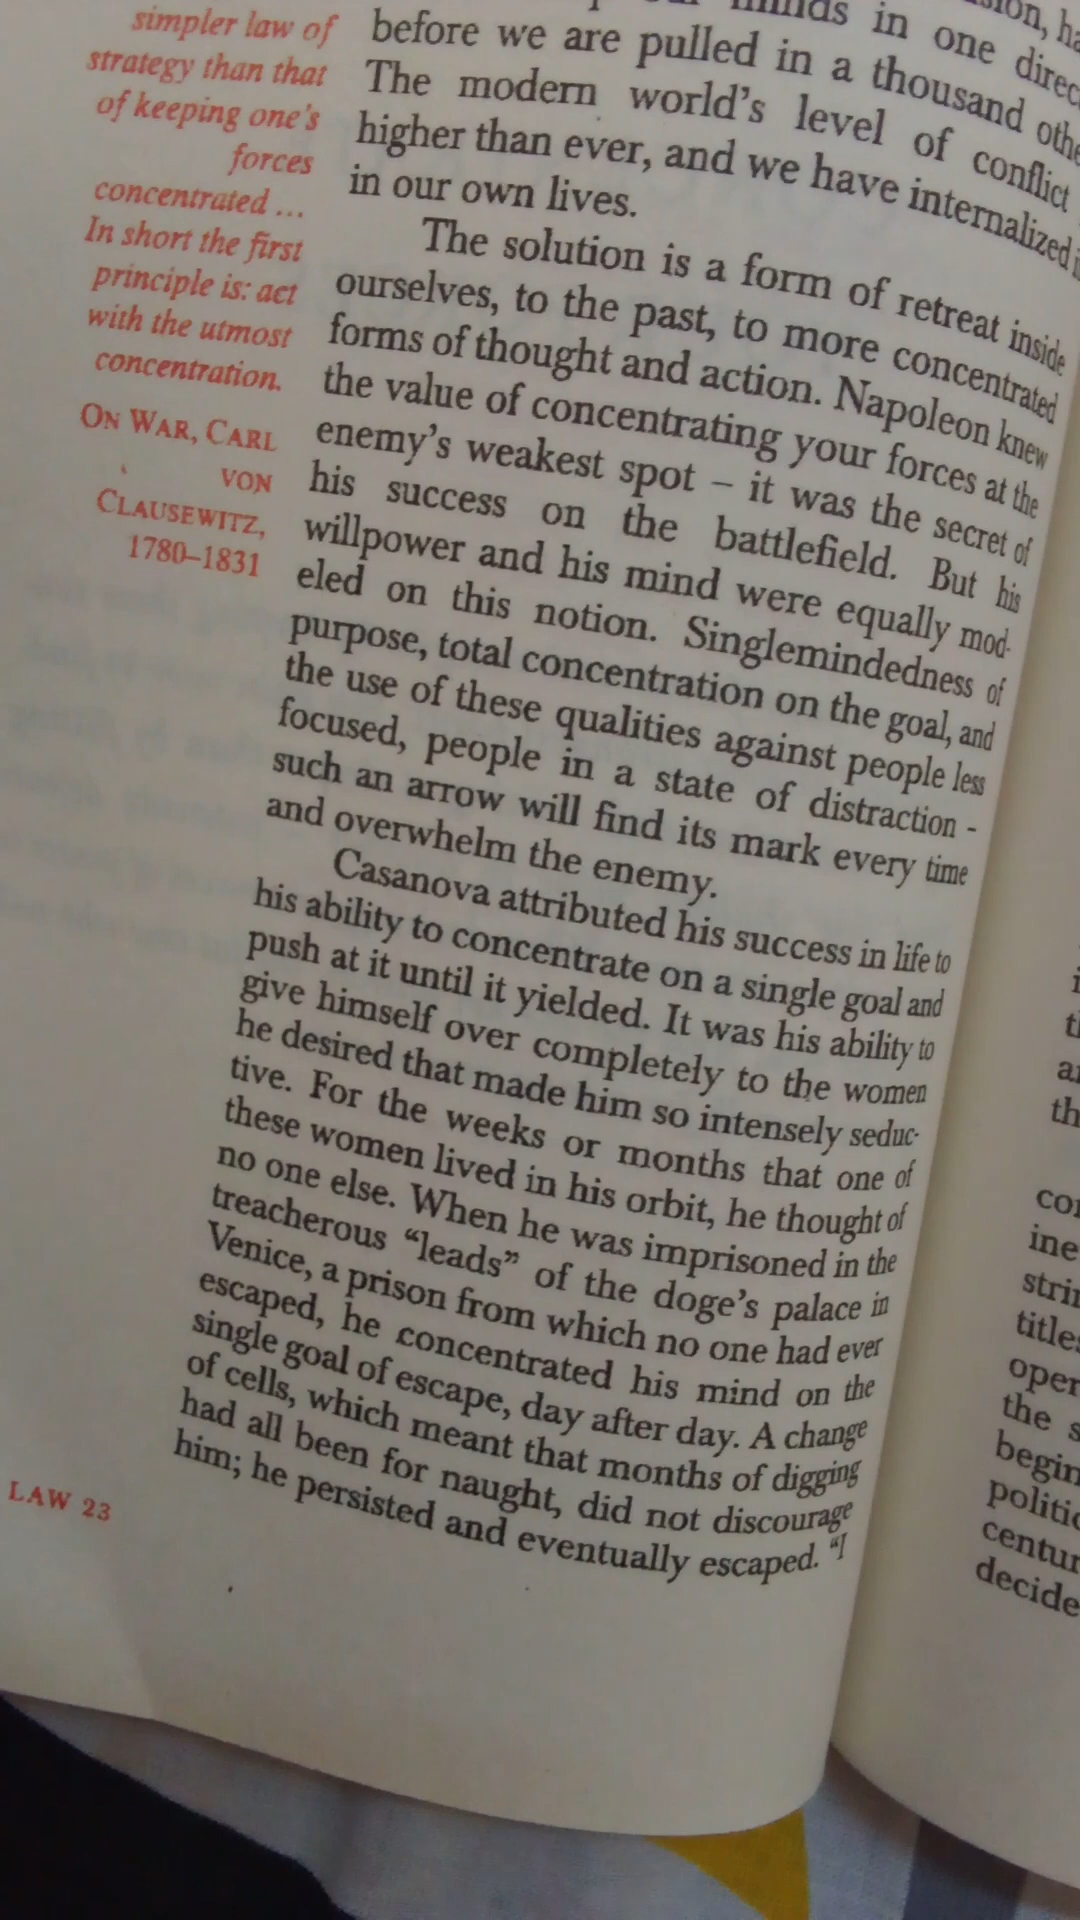 simpler law of
strategy than that
of keeping one's
forces
concentrated ...
In short the first
principle is: act
with the utmost
concentration.
ON WAR, CARL
VON
CLAUSEWITZ,
1780–1831
minds in one
before we are pulled in a thousand
The modern world's level of conflict
higher than ever, and we have internalized
in our own lives.
The solution is a form of retreat inside
ourselves, to the past, to more concentrated
forms of thought and action. Napoleon knew
the value of concentrating your forces at the
enemy's weakest spot – it was the secret of
his success on the battlefield. But his
willpower and his mind were equally mod-
eled on this notion. Singlemindedness of
purpose, total concentration on the goal, and
the use of these qualities against people less
focused, people in a state of distraction -
such an arrow will find its mark every time
and overwhelm the enemy.
Casanova attributed his success in life to
his ability to concentrate on a single goal and
push at it until it yielded. It was his ability to
give himself over completely to the women
he desired that made him so intensely seduc-
tive. For the weeks or months that one of
these women lived in his orbit, he thought of
no one else. When he was imprisoned in the
treacherous “leads” of the doge's palace in
Venice, a prison from which no one had ever
escaped, he concentrated his mind on the
single goal of escape, day after day. A change
of cells, which meant that months of digging
had all been for naught, did not discourage
him; he persisted and eventually escaped. “I
LAW 23
the s
begin
politic
centur
decide